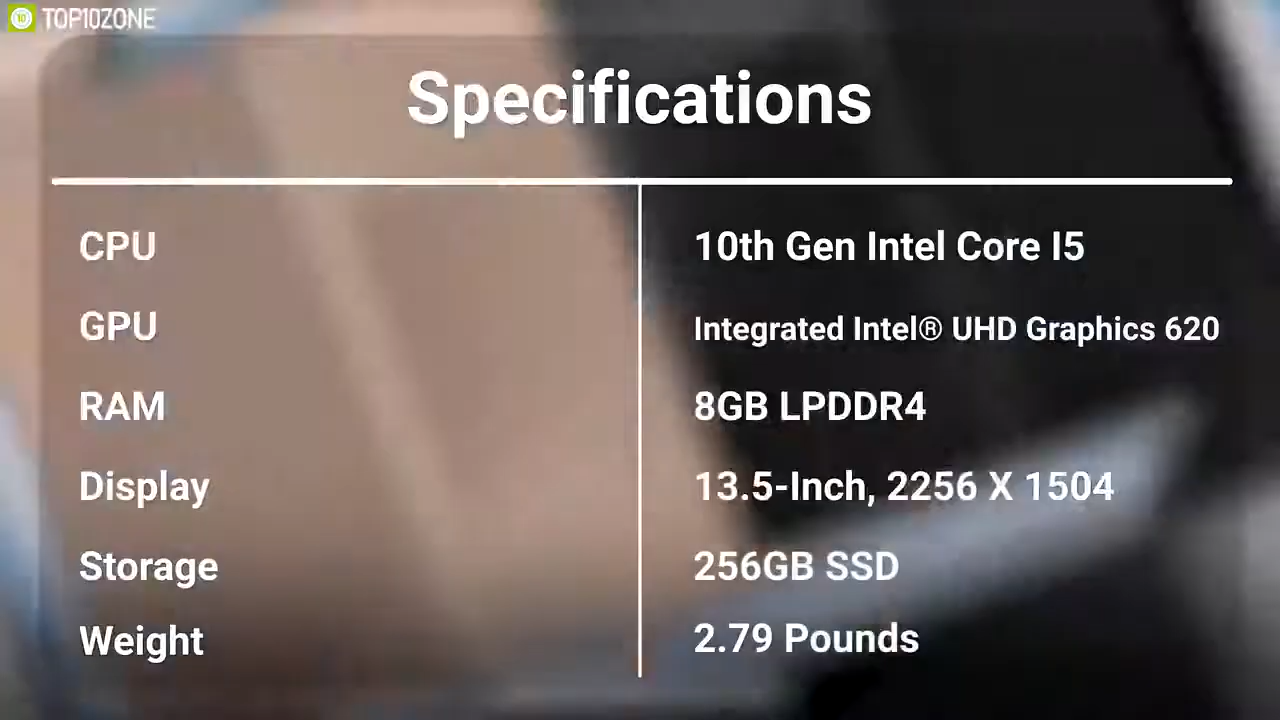 TOP10ZONE
Specifications
CPU 10th Gen Intel Core I5
GPU Integrated Intel® UHD Graphics 620
RAM 8GB LPDDR4
Display 13.5-Inch, 2256 X 1504
Storage 256GB SSD
Weight 2.79 Pounds